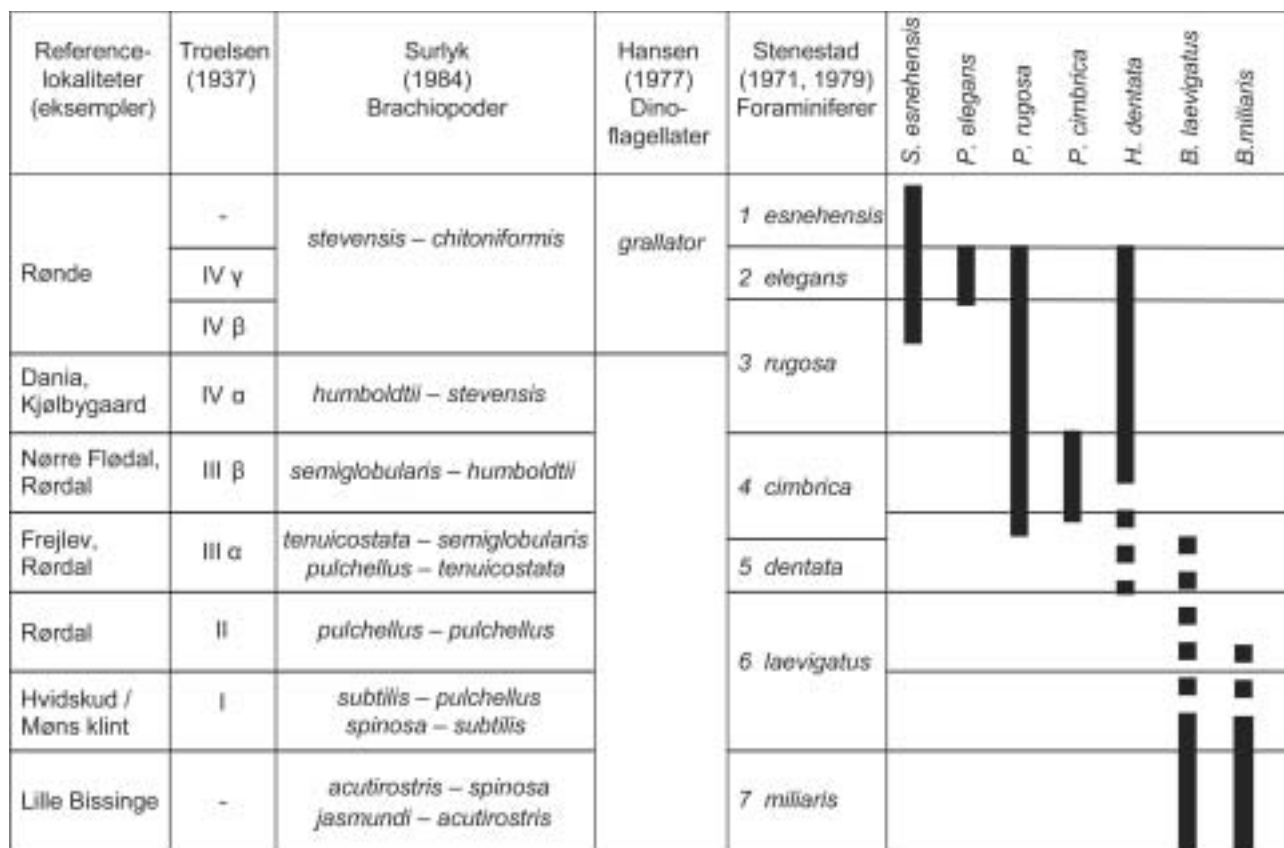 Reference-
lokaliteter
(eksempler)
Troelsen
(1937)
Surlyk
(1984)
Brachiopoder
Hansen
(1977)
Dino-
flagellater
Stenestad
(1971, 1979)
Foraminiferer
S. esnehensis
P. elegans
P. rugosa
P. cimbrica
H. dentata
B. laevigatus
B.miliaris
Rønde
-
IV γ
IV β
stevensis – chitoniformis
grallator
1 esnehensis
2 elegans
3 rugosa
Dania,
Kjølbygaard
IV α
humboldtii – stevensis
Nørre Flødal,
Rørdal
III β
semiglobularis – humboldtii
4 cimbrica
Frejlev,
Rørdal
III α
tenuicostata – semiglobularis
pulchellus – tenuicostata
5 dentata
Rørdal
II
pulchellus – pulchellus
6 laevigatus
Hvidskud /
Møns klint
I
subtilis – pulchellus
spinosa – subtilis
Lille Bissinge
-
acutirostris – spinosa
jasmundi – acutirostris
7 miliaris